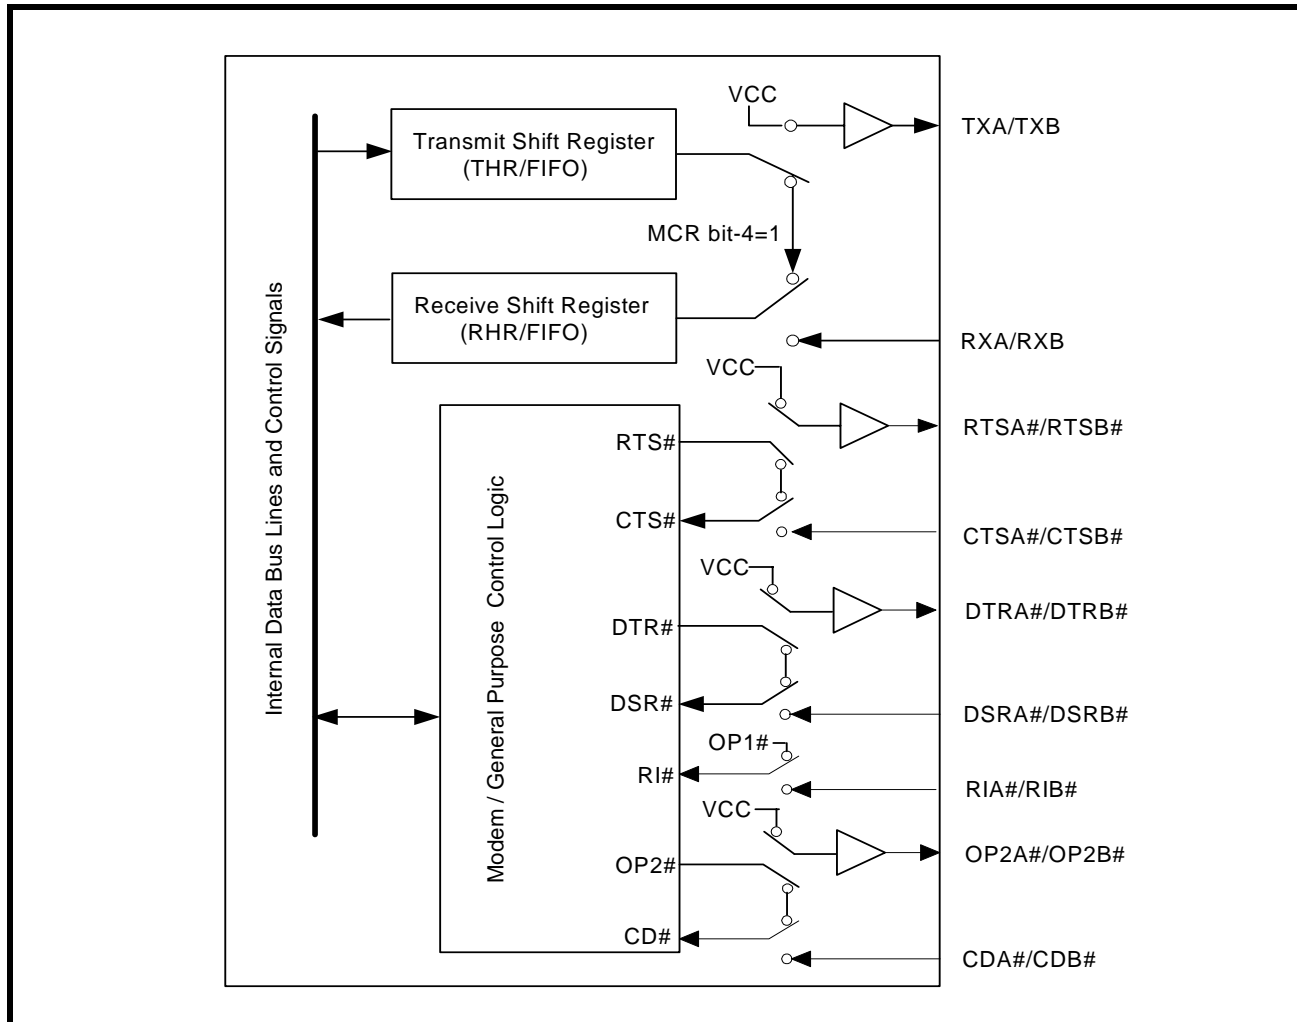 VCC
TXA/TXB
Transmit Shift Register
(THR/FIFO)
MCR bit-4=1
Receive Shift Register
(RHR/FIFO)
RXA/RXB
Internal Data Bus Lines and Control Signals
Modem / General Purpose Control Logic
VCC
RTSA#/RTSB#
RTS#
CTS#
CTSA#/CTSB#
VCC
DTRA#/DTRB#
DTR#
DSR#
DSRA#/DSRB#
OP1#
RI#
RIA#/RIB#
VCC
OP2A#/OP2B#
OP2#
CD#
CDA#/CDB#